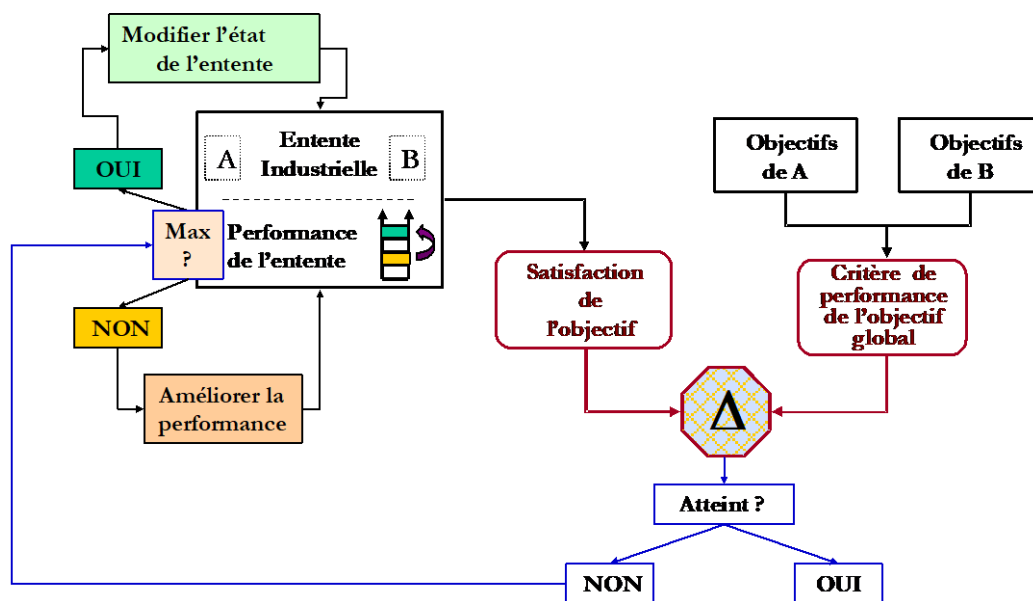 Modifier l'état
de l'entente
OUI
A
Entente
Industrielle
B
Max
?
Performance
de l'entente
NON
Améliorer la
performance
Objectifs
de A
Objectifs
de B
Satisfaction
de
l'objectif
Critère de
performance
de l'objectif
global
Δ
Atteint ?
NON
OUI